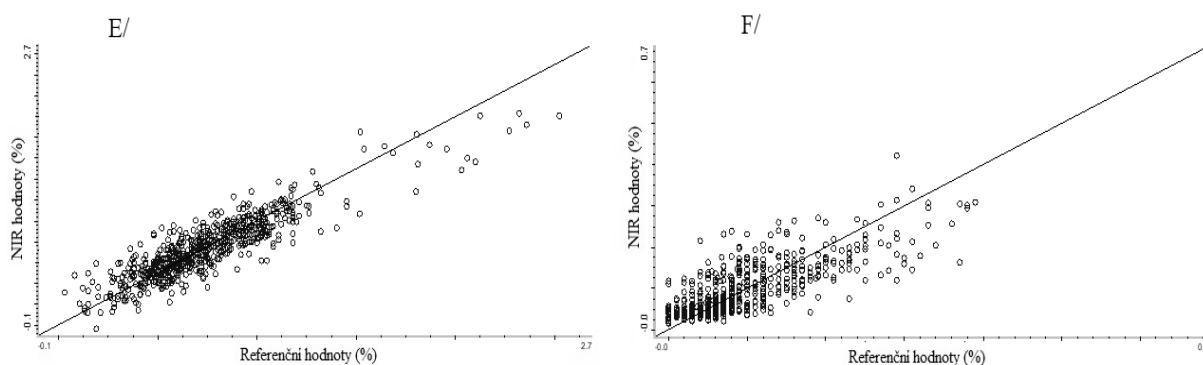 E/
2.7
NIR hodnoty (%)
-0.1
-0.1
Referenční hodnoty (%)
2.7
F/
0.7
NIR hodnoty (%)
-0.0
-0.0
Referenční hodnoty (%)